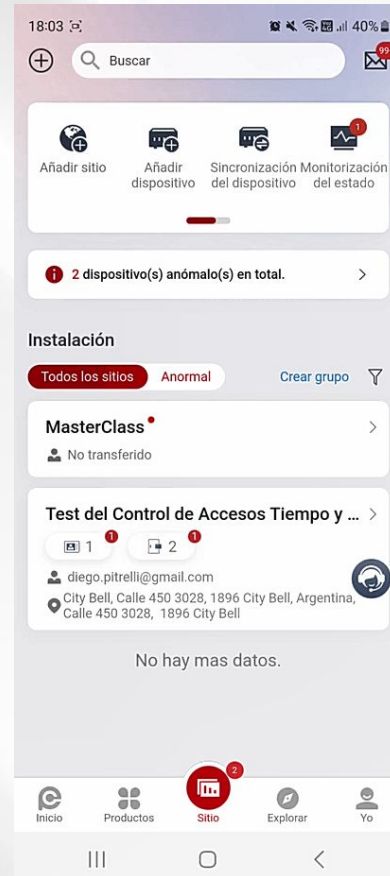 18:03
40%
99
Buscar
Añadir sitio
Añadir dispositivo
Sincronización del dispositivo
Monitorización del estado
1
2 dispositivo(s) anómalo(s) en total.
Instalación
Todos los sitios
Anormal
Crear grupo
MasterClass
No transferido
Test del Control de Accesos Tiempo y ...
1
1
2
1
diego.pitrelli@gmail.com
City Bell, Calle 450 3028, 1896 City Bell, Argentina,
Calle 450 3028, 1896 City Bell
No hay mas datos.
2
Inicio
Productos
Sitio
Explorar
Yo